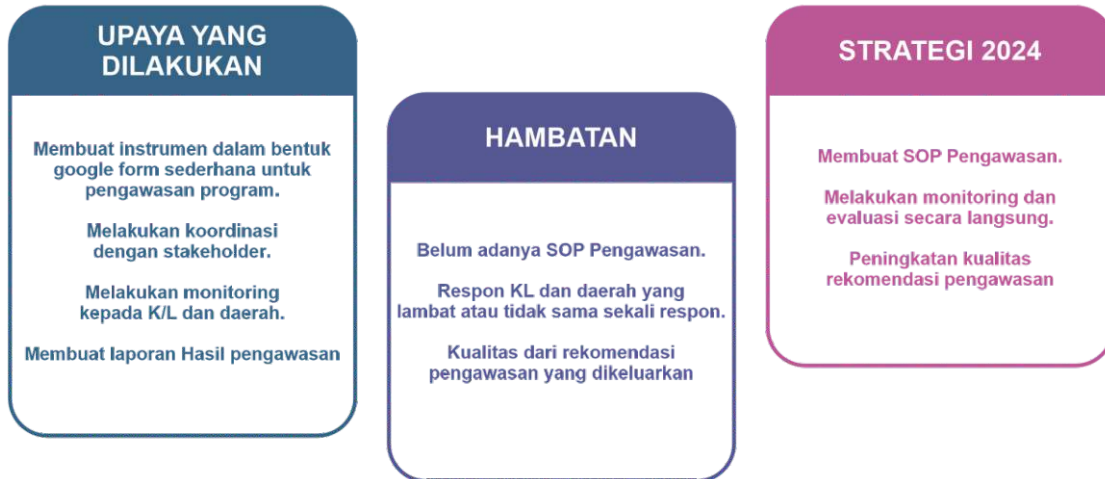 UPAYA YANG
DILAKUKAN
Membuat instrumen dalam bentuk
google form sederhana untuk
pengawasan program.
Melakukan koordinasi
dengan stakeholder.
Melakukan monitoring
kepada K/L dan daerah.
Membuat laporan Hasil pengawasan
HAMBATAN
Belum adanya SOP Pengawasan.
Respon KL dan daerah yang
lambat atau tidak sama sekali respon.
Kualitas dari rekomendasi
pengawasan yang dikeluarkan
STRATEGI 2024
Membuat SOP Pengawasan.
Melakukan monitoring dan
evaluasi secara langsung.
Peningkatan kualitas
rekomendasi pengawasan